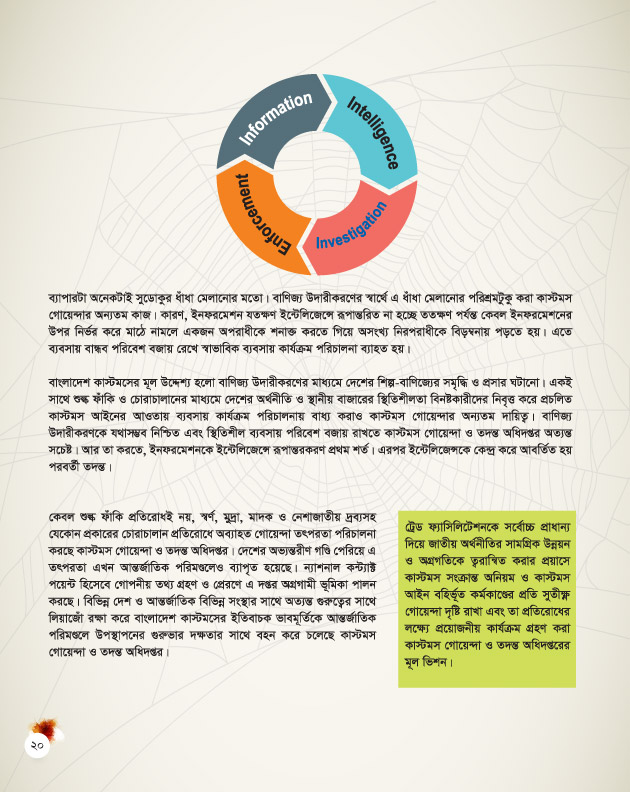 Information
Intelligence
Investigation
Enforcement
ব্যাপারটা অনেকটাই সুডোকুর ধাঁধা মেলানোর মতো। বাণিজ্য উদারীকরণের স্বার্থে এ ধাঁধা মেলানোর পরিশ্রমটুকু করা কাস্টমস
গোয়েন্দার অন্যতম কাজ। কারণ, ইনফরমেশন যতক্ষণ ইন্টেলিজেন্সে রূপান্তরিত না হচ্ছে ততক্ষণ পর্যন্ত কেবল ইনফরমেশনের
উপর নির্ভর করে মাঠে নামলে একজন অপরাধীকে শনাক্ত করতে গিয়ে অসংখ্য নিরপরাধীকে বিড়ম্বনায় পড়তে হয়। এতে
ব্যবসায় বান্ধব পরিবেশ বজায় রেখে স্বাভাবিক ব্যবসায় কার্যক্রম পরিচালনা ব্যাহত হয়।
বাংলাদেশ কাস্টমসের মূল উদ্দেশ্য হলো বাণিজ্য উদারীকরণের মাধ্যমে দেশের শিল্প-বাণিজ্যের সমৃদ্ধি ও প্রসার ঘটানো। একই
সাথে শুল্ক ফাঁকি ও চোরাচালানের মাধ্যমে দেশের অর্থনীতি ও স্থানীয় বাজারের স্থিতিশীলতা বিনষ্টকারীদের নিবৃত্ত করে প্রচলিত
কাস্টমস আইনের আওতায় ব্যবসায় কার্যক্রম পরিচালনায় বাধ্য করাও কাস্টমস গোয়েন্দার অন্যতম দায়িত্ব। বাণিজ্য
উদারীকরণকে যথাসম্ভব নিশ্চিত এবং স্থিতিশীল ব্যবসায় পরিবেশ বজায় রাখতে কাস্টমস গোয়েন্দা ও তদন্ত অধিদপ্তর অত্যন্ত
সচেষ্ট। আর তা করতে, ইনফরমেশনকে ইন্টেলিজেন্সে রূপান্তরকরণ প্রথম শর্ত। এরপর ইন্টেলিজেন্সকে কেন্দ্র করে আবর্তিত হয়
পরবর্তী তদন্ত।
কেবল শুল্ক ফাঁকি প্রতিরোধই নয়, স্বর্ণ, মুদ্রা, মাদক ও নেশাজাতীয় দ্রব্যসহ
যেকোন প্রকারের চোরাচালান প্রতিরোধে অব্যাহত গোয়েন্দা তৎপরতা পরিচালনা
করছে কাস্টমস গোয়েন্দা ও তদন্ত অধিদপ্তর। দেশের অভ্যন্তরীণ গণ্ডি পেরিয়ে এ
তৎপরতা এখন আন্তর্জাতিক পরিমণ্ডলেও ব্যাপৃত হয়েছে। ন্যাশনাল কন্ট্যাক্ট
পয়েন্ট হিসেবে গোপনীয় তথ্য গ্রহণ ও প্রেরণে এ দপ্তর অগ্রগামী ভূমিকা পালন
করছে। বিভিন্ন দেশ ও আন্তর্জাতিক বিভিন্ন সংস্থার সাথে অত্যন্ত গুরুত্বের সাথে
লিয়াজোঁ রক্ষা করে বাংলাদেশ কাস্টমসের ইতিবাচক ভাবমূর্তিকে আন্তর্জাতিক
পরিমণ্ডলে উপস্থাপনের গুরুভার দক্ষতার সাথে বহন করে চলেছে কাস্টমস
গোয়েন্দা ও তদন্ত অধিদপ্তর।
ট্রেড ফ্যাসিলিটেশনকে সর্বোচ্চ প্রাধান্য
দিয়ে জাতীয় অর্থনীতির সামগ্রিক উন্নয়ন
ও অগ্রগতিকে ত্বরান্বিত করার প্রয়াসে
কাস্টমস সংক্রান্ত অনিয়ম ও কাস্টমস
আইন বহির্ভূত কর্মকাণ্ডের প্রতি সুতীক্ষ্ণ
গোয়েন্দা দৃষ্টি রাখা এবং তা প্রতিরোধের
লক্ষ্যে প্রয়োজনীয় কার্যক্রম গ্রহণ করা
কাস্টমস গোয়েন্দা ও তদন্ত অধিদপ্তরের
মূল ভিশন।
২০